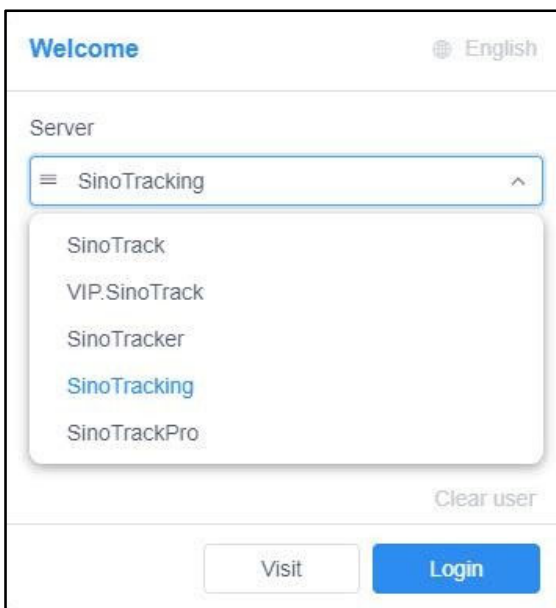 Welcome English
Server
SinoTracking
SinoTrack
VIP.SinoTrack
SinoTracker
SinoTracking
SinoTrackPro
Clear user
Visit Login